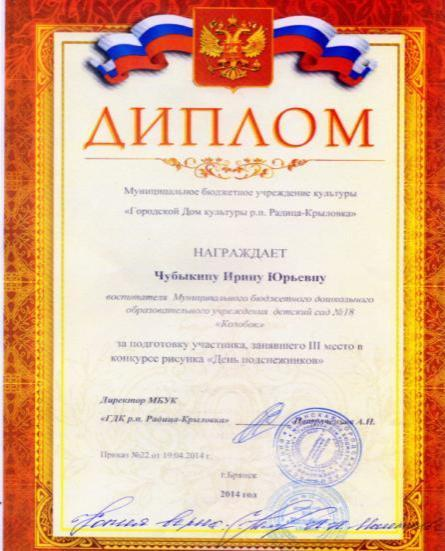 ДИПЛОМ
Муниципальное бюджетное учреждение культуры
«Городской Дом культуры р.п. Радица-Крыловка»
НАГРАЖДАЕТ
Чубыкину Ирину Юрьевну
воспитателя Муниципального бюджетного дошкольного
образовательного учреждения детский сад №18
«Колобок»
за подготовку участника, занявшего III место в
конкурсе рисунка «День подснежников»
Директор МБУК
«ГДК р.п. Радица-Крыловка» А.Н.
Приказ №22 от 19.04.2014 г.
г.Брянск
2014 год
Копия верна